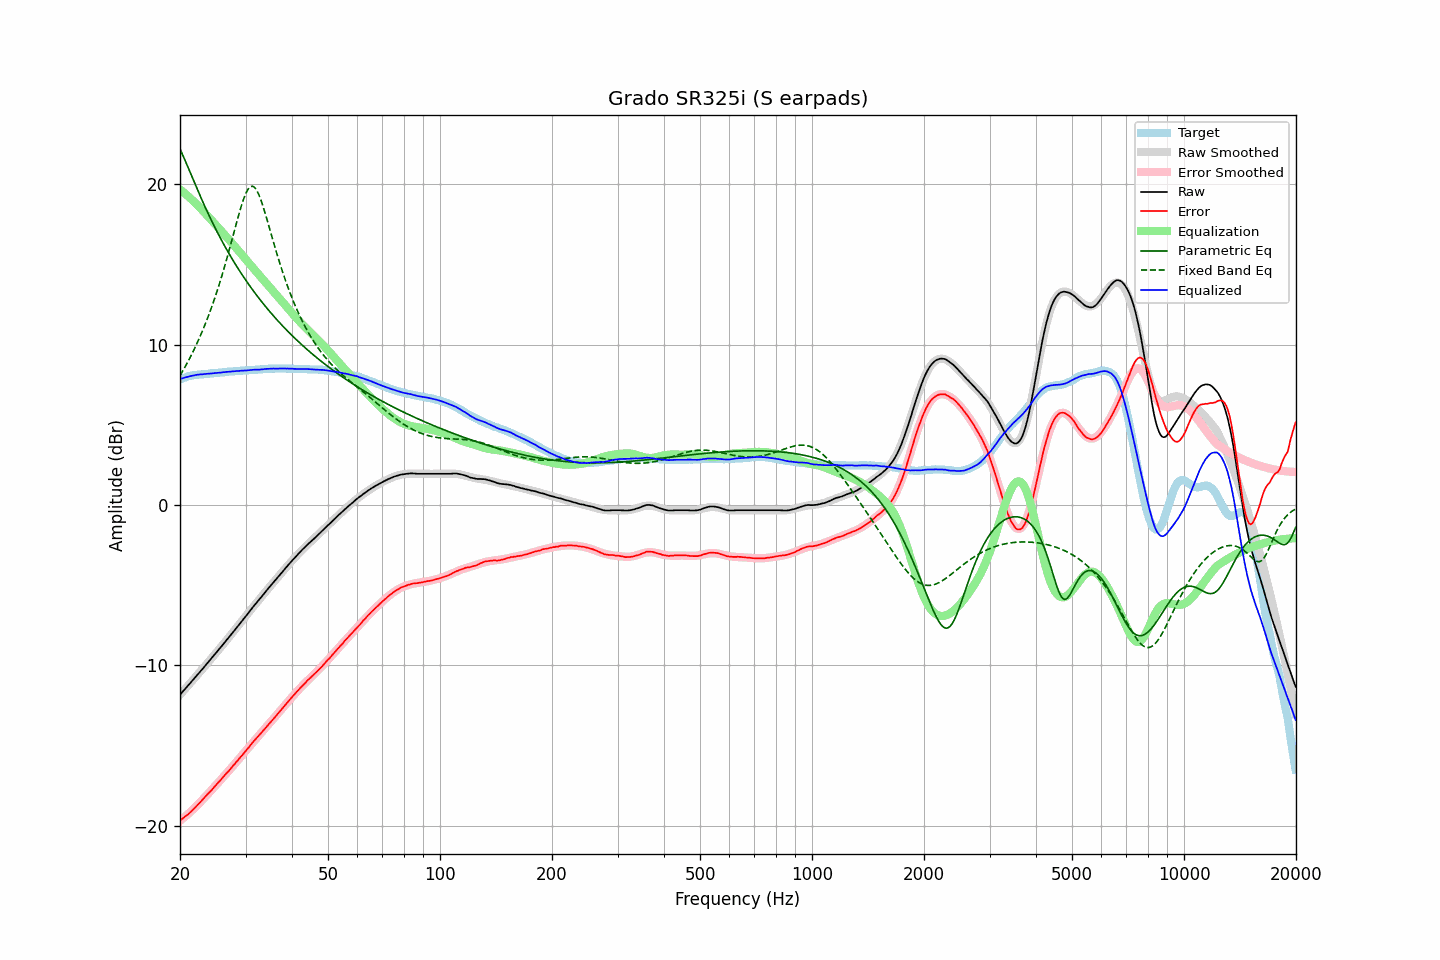 Grado SR325i (S earpads)
Target
Raw Smoothed
Error Smoothed
Raw
Error
Equalization
Parametric Eq
Fixed Band Eq
Equalized
Amplitude (dBr)
20
10
0
−10
−20
20 50 100 200 500 1000 2000 5000 10000 20000
Frequency (Hz)